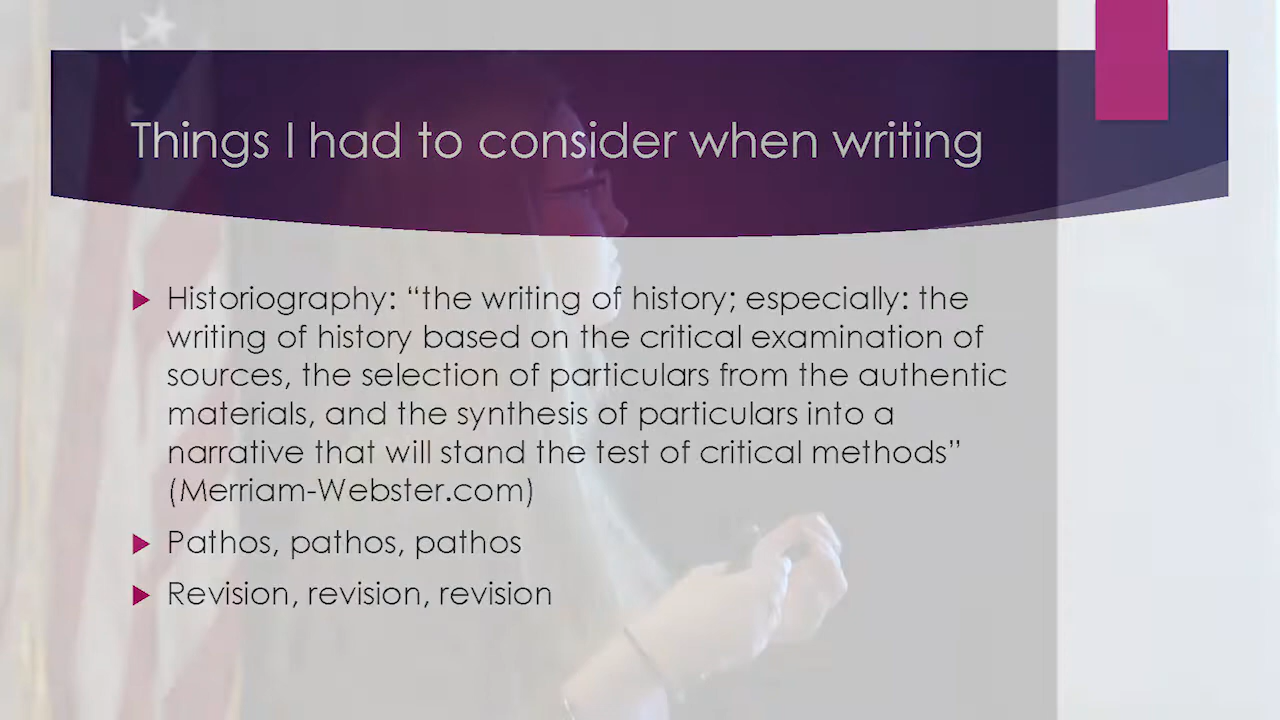 Things I had to consider when writing
Historiography: “the writing of history; especially: the
writing of history based on the critical examination of
sources, the selection of particulars from the authentic
materials, and the synthesis of particulars into a
narrative that will stand the test of critical methods”
(Merriam-Webster.com)
Pathos, pathos, pathos
Revision, revision, revision